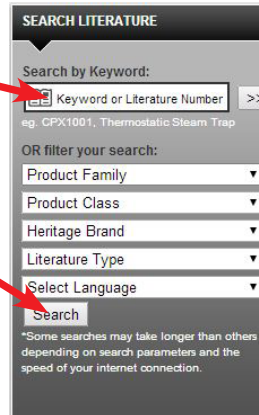 SEARCH LITERATURE
Search by Keyword:
Keyword or Literature Number >>
eg. CPX1001, Thermostatic Steam Trap
OR filter your search:
Product Family
Product Class
Heritage Brand
Literature Type
Select Language
Search
*Some searches may take longer than others
depending on search parameters and the
speed of your internet connection.